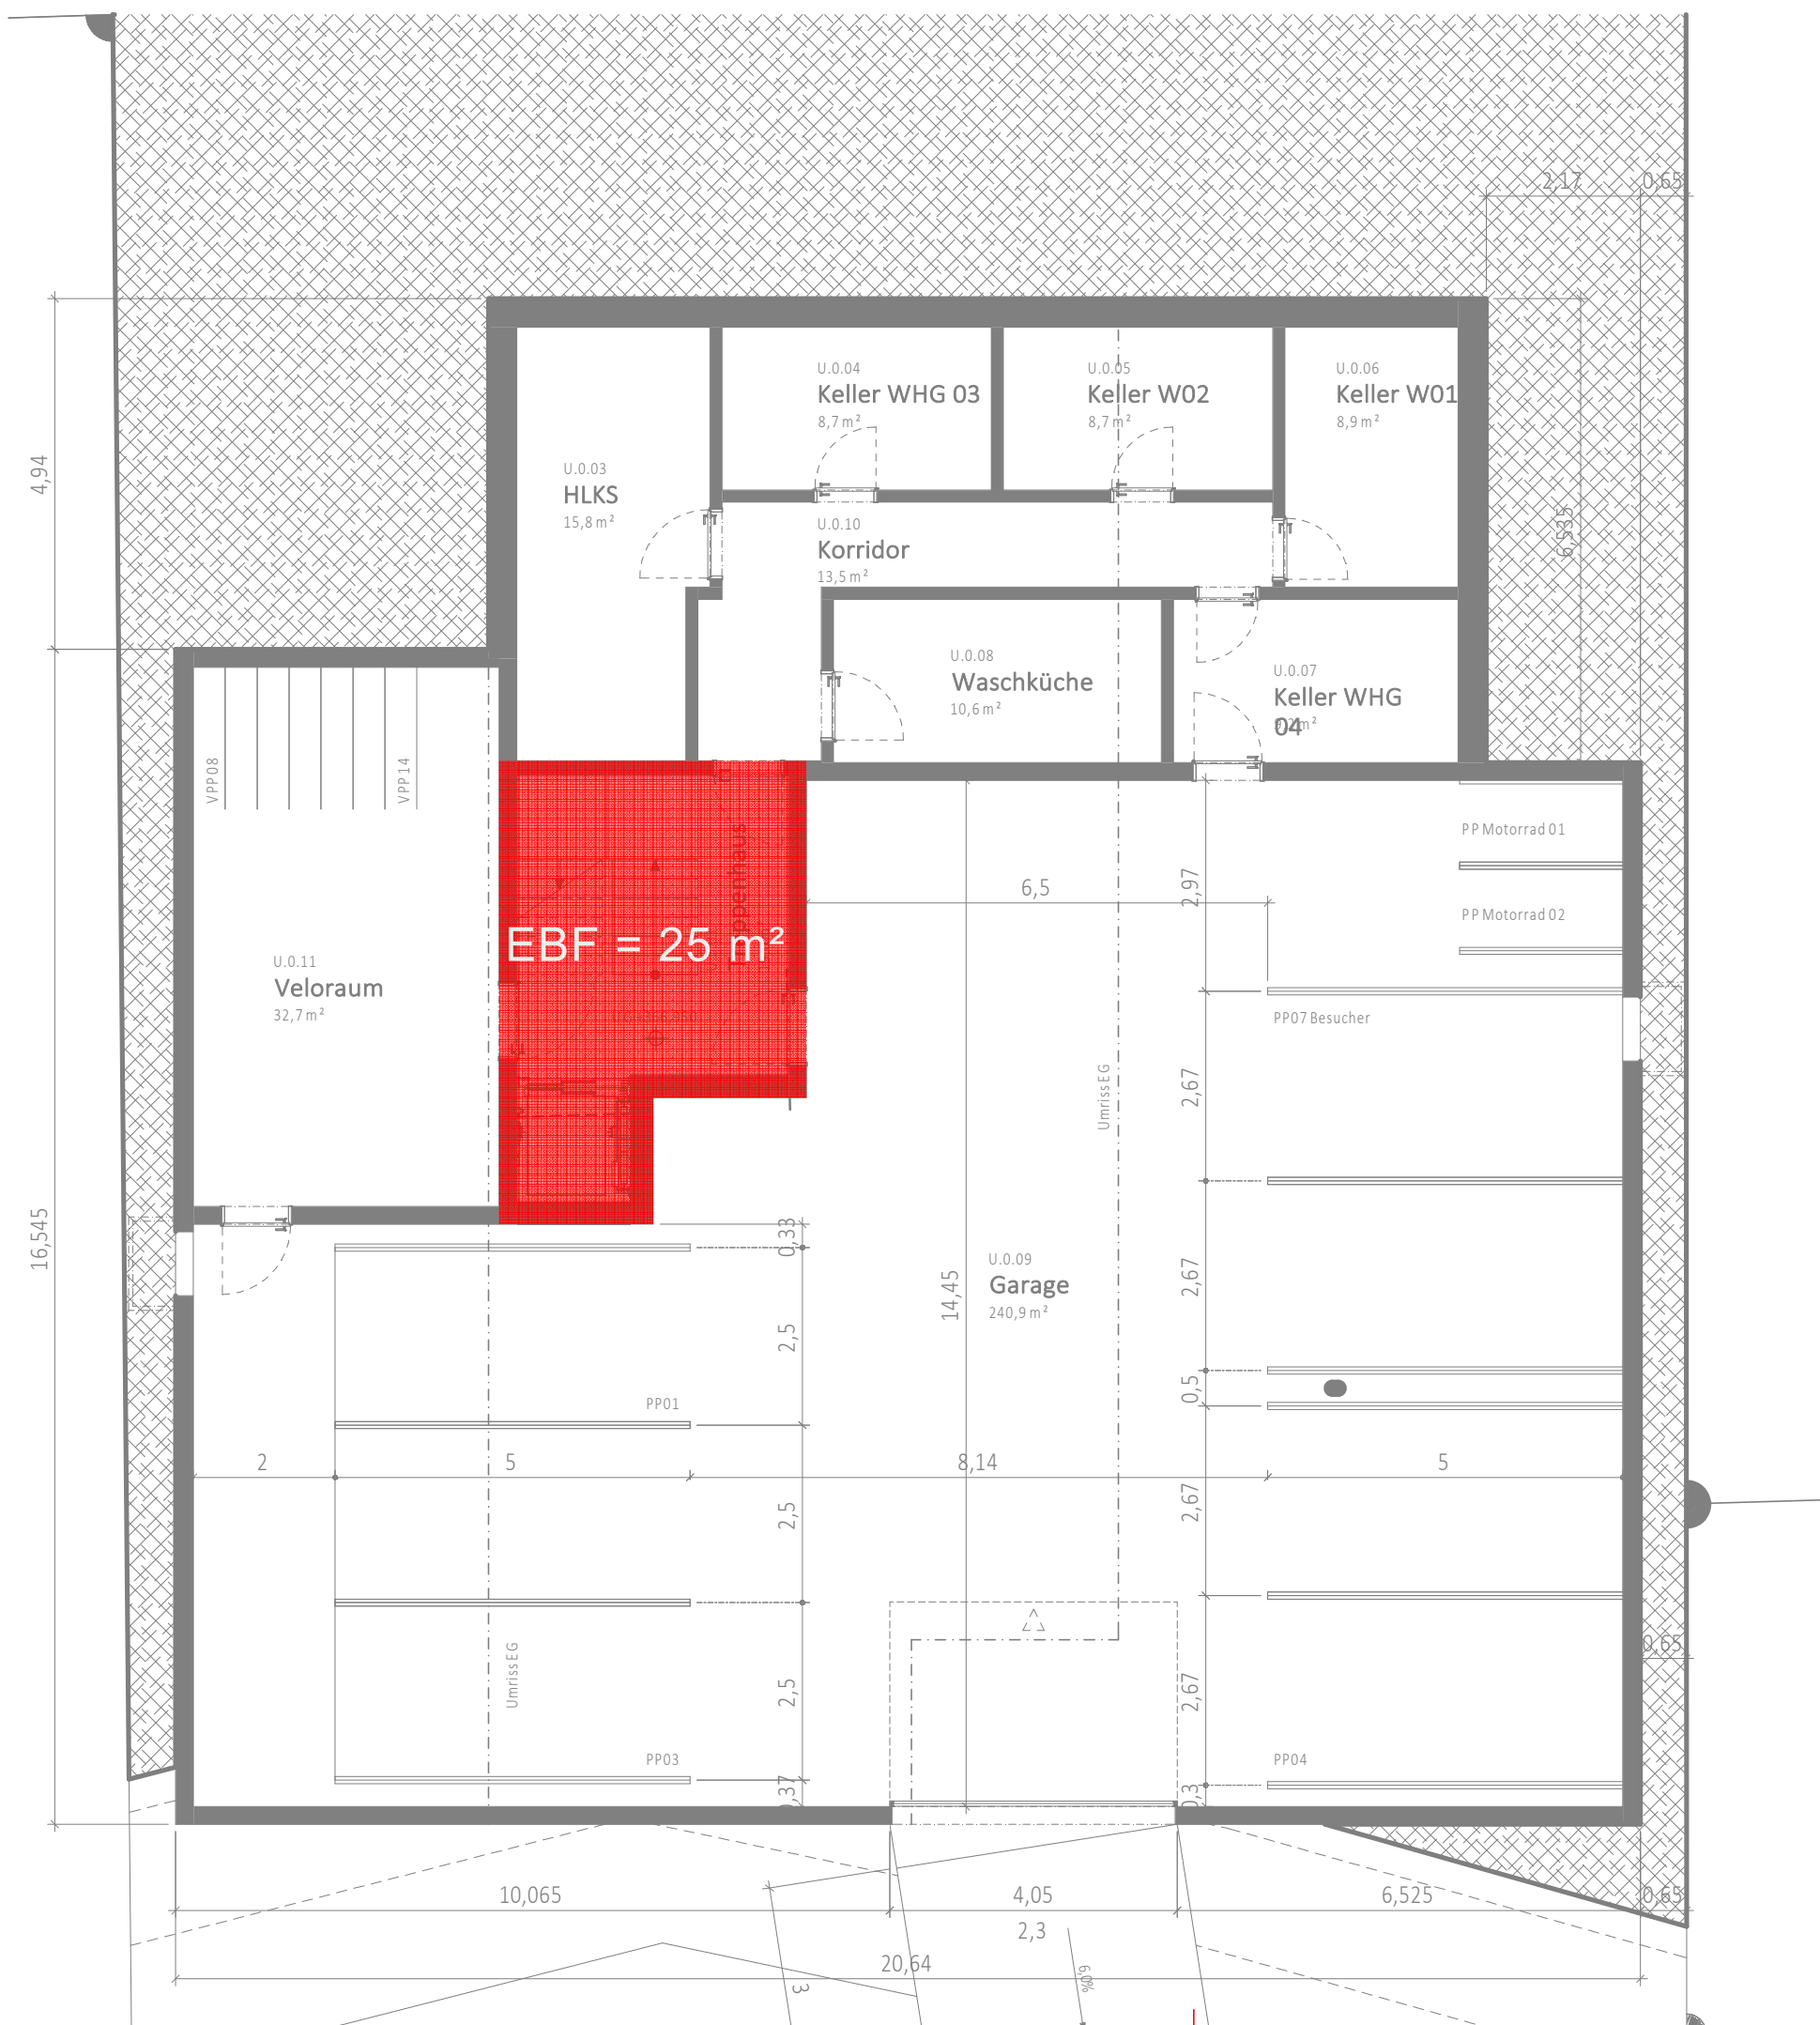 2,17
0,65
U.0.04
Keller WHG 03
8,7 m²
U.0.05
Keller W02
8,7 m²
U.0.06
Keller W01
8,9 m²
4,94
U.0.03
HLKS
15,8 m²
U.0.10
Korridor
13,5 m²
6,535
U.0.08
Waschküche
10,6 m²
U.0.07
Keller WHG
04
VPP08
VPP14
PP Motorrad 01
6,5
2,97
PP Motorrad 02
EBF = 25 m²
U.0.11
Veloraum
32,7 m²
PP07 Besucher
2,67
Umriss EG
16,545
0,33
U.0.09
Garage
240,9 m²
14,45
2,67
2,5
PP01
0,5
2
5
8,14
5
2,5
2,67
0,65
Umriss EG
2,5
2,67
PP03
PP04
0,37
0,3
10,065
4,05
6,525
0,65
2,3
20,64
3
6,0%